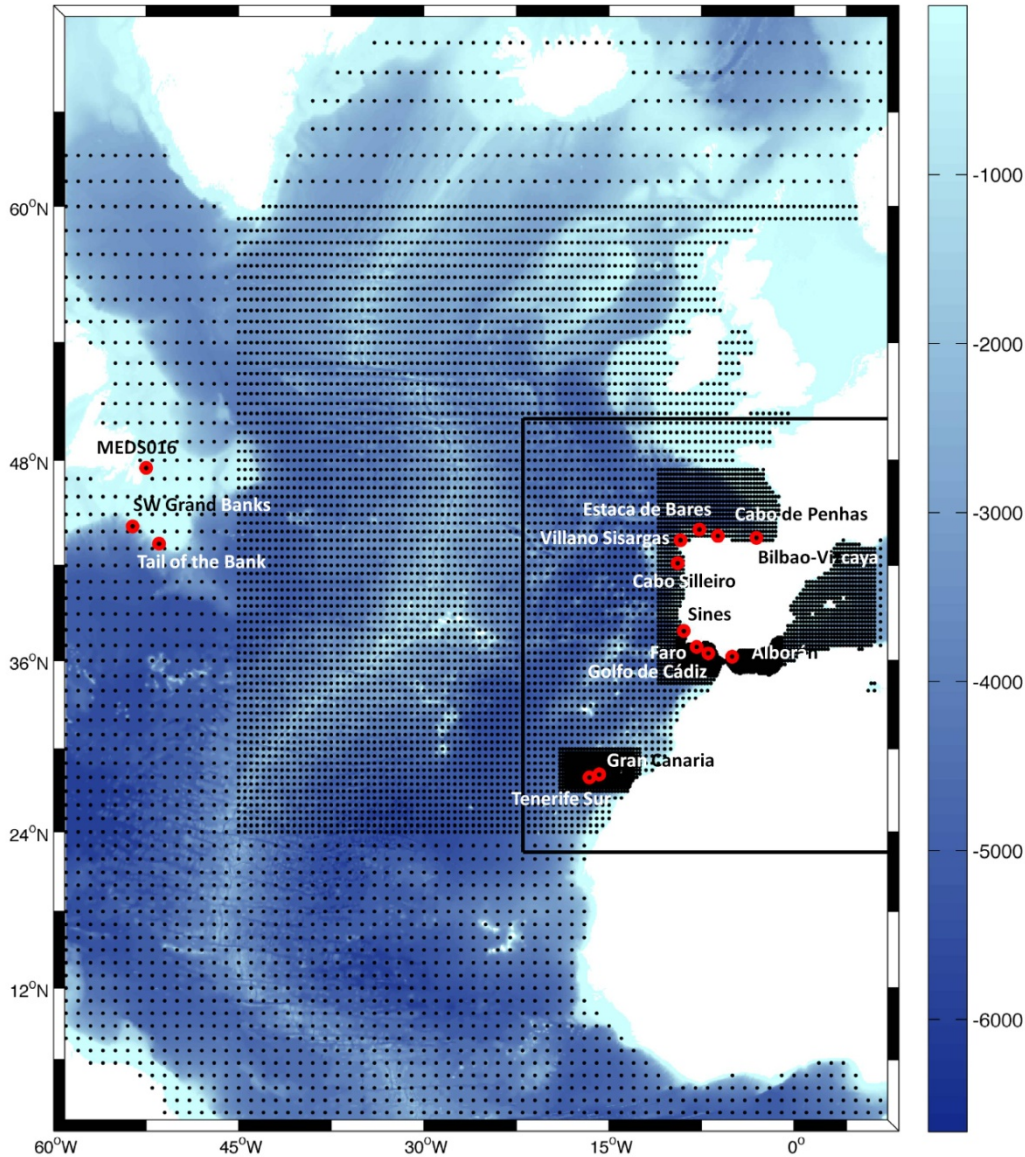 60°N
48°N
36°N
24°N
12°N
MEDS016
SW Grand Banks
Tail of the Bank
Estaca de Bares
Cabo de Penhas
Villano Sisargas
Bilbao-Vizcaya
Cabo Silleiro
Sines
Faro
Alborán
Golfo de Cádiz
Gran Canaria
Tenerife Sur
60°W
45°W
30°W
15°W
0°
-1000
-2000
-3000
-4000
-5000
-6000